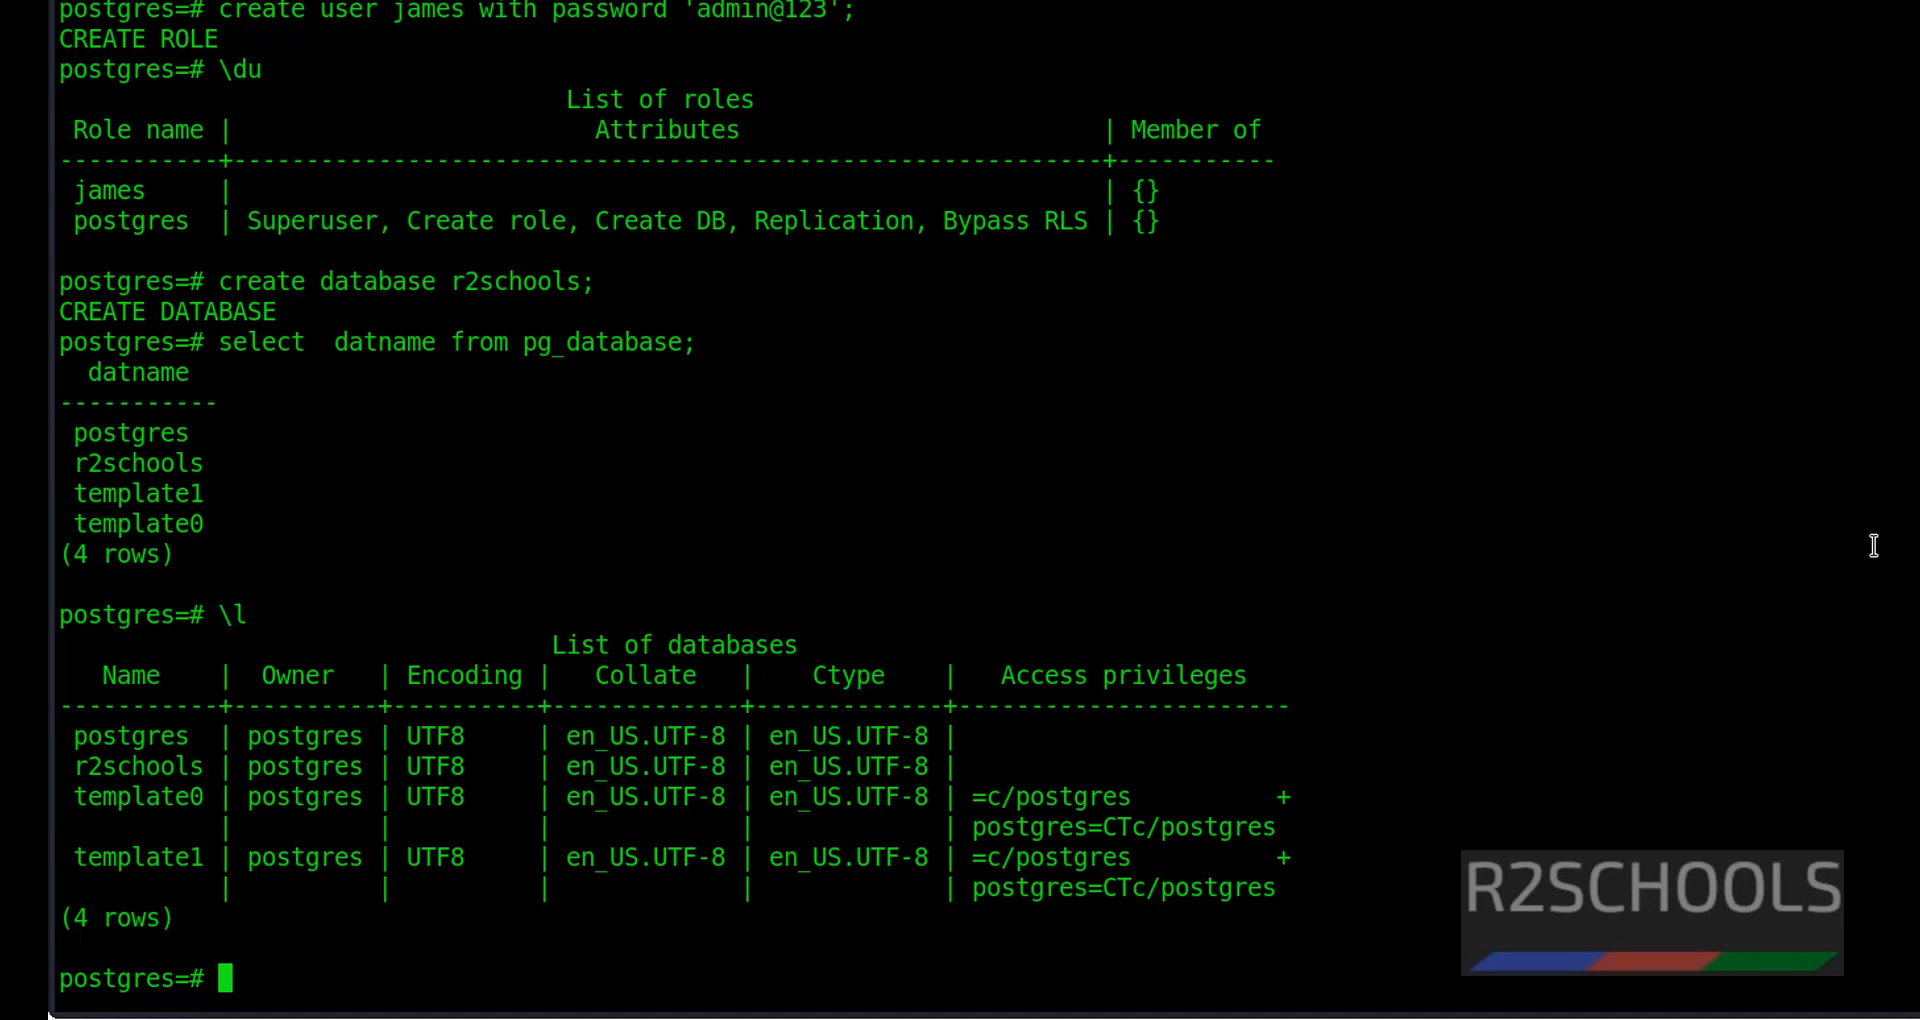 postgres=# create user james with password 'admin@123';
CREATE ROLE
postgres=# \du
List of roles
Role name | Attributes | Member of
-----------+------------------------------------------------------------+-----------
james | | {}
postgres | Superuser, Create role, Create DB, Replication, Bypass RLS | {}
postgres=# create database r2schools;
CREATE DATABASE
postgres=# select  datname from pg_database;
datname
-----------
postgres
r2schools
template1
template0
(4 rows)
postgres=# \l
List of databases
Name | Owner | Encoding | Collate | Ctype | Access privileges
-----------+----------+----------+-------------+-------------+-----------------------
postgres | postgres | UTF8 | en_US.UTF-8 | en_US.UTF-8 |
r2schools | postgres | UTF8 | en_US.UTF-8 | en_US.UTF-8 |
template0 | postgres | UTF8 | en_US.UTF-8 | en_US.UTF-8 | =c/postgres +
| | | | | postgres=CTc/postgres
template1 | postgres | UTF8 | en_US.UTF-8 | en_US.UTF-8 | =c/postgres +
| | | | | postgres=CTc/postgres
(4 rows)
postgres=#
R2SCHOOLS